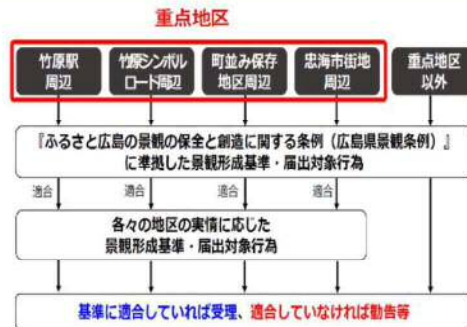 重点地区
竹原駅
周辺
竹原シンボル
ロード周辺
町並み保存
地区周辺
忠海市街地
周辺
重点地区
以外
『ふるさと広島の景観の保全と創造に関する条例（広島県景観条例）』
に準拠した景観形成基準・届出対象行為
適合 適合 適合 適合
各々の地区の実情に応じた
景観形成基準・届出対象行為
基準に適合していれば受理、適合していなければ勧告等